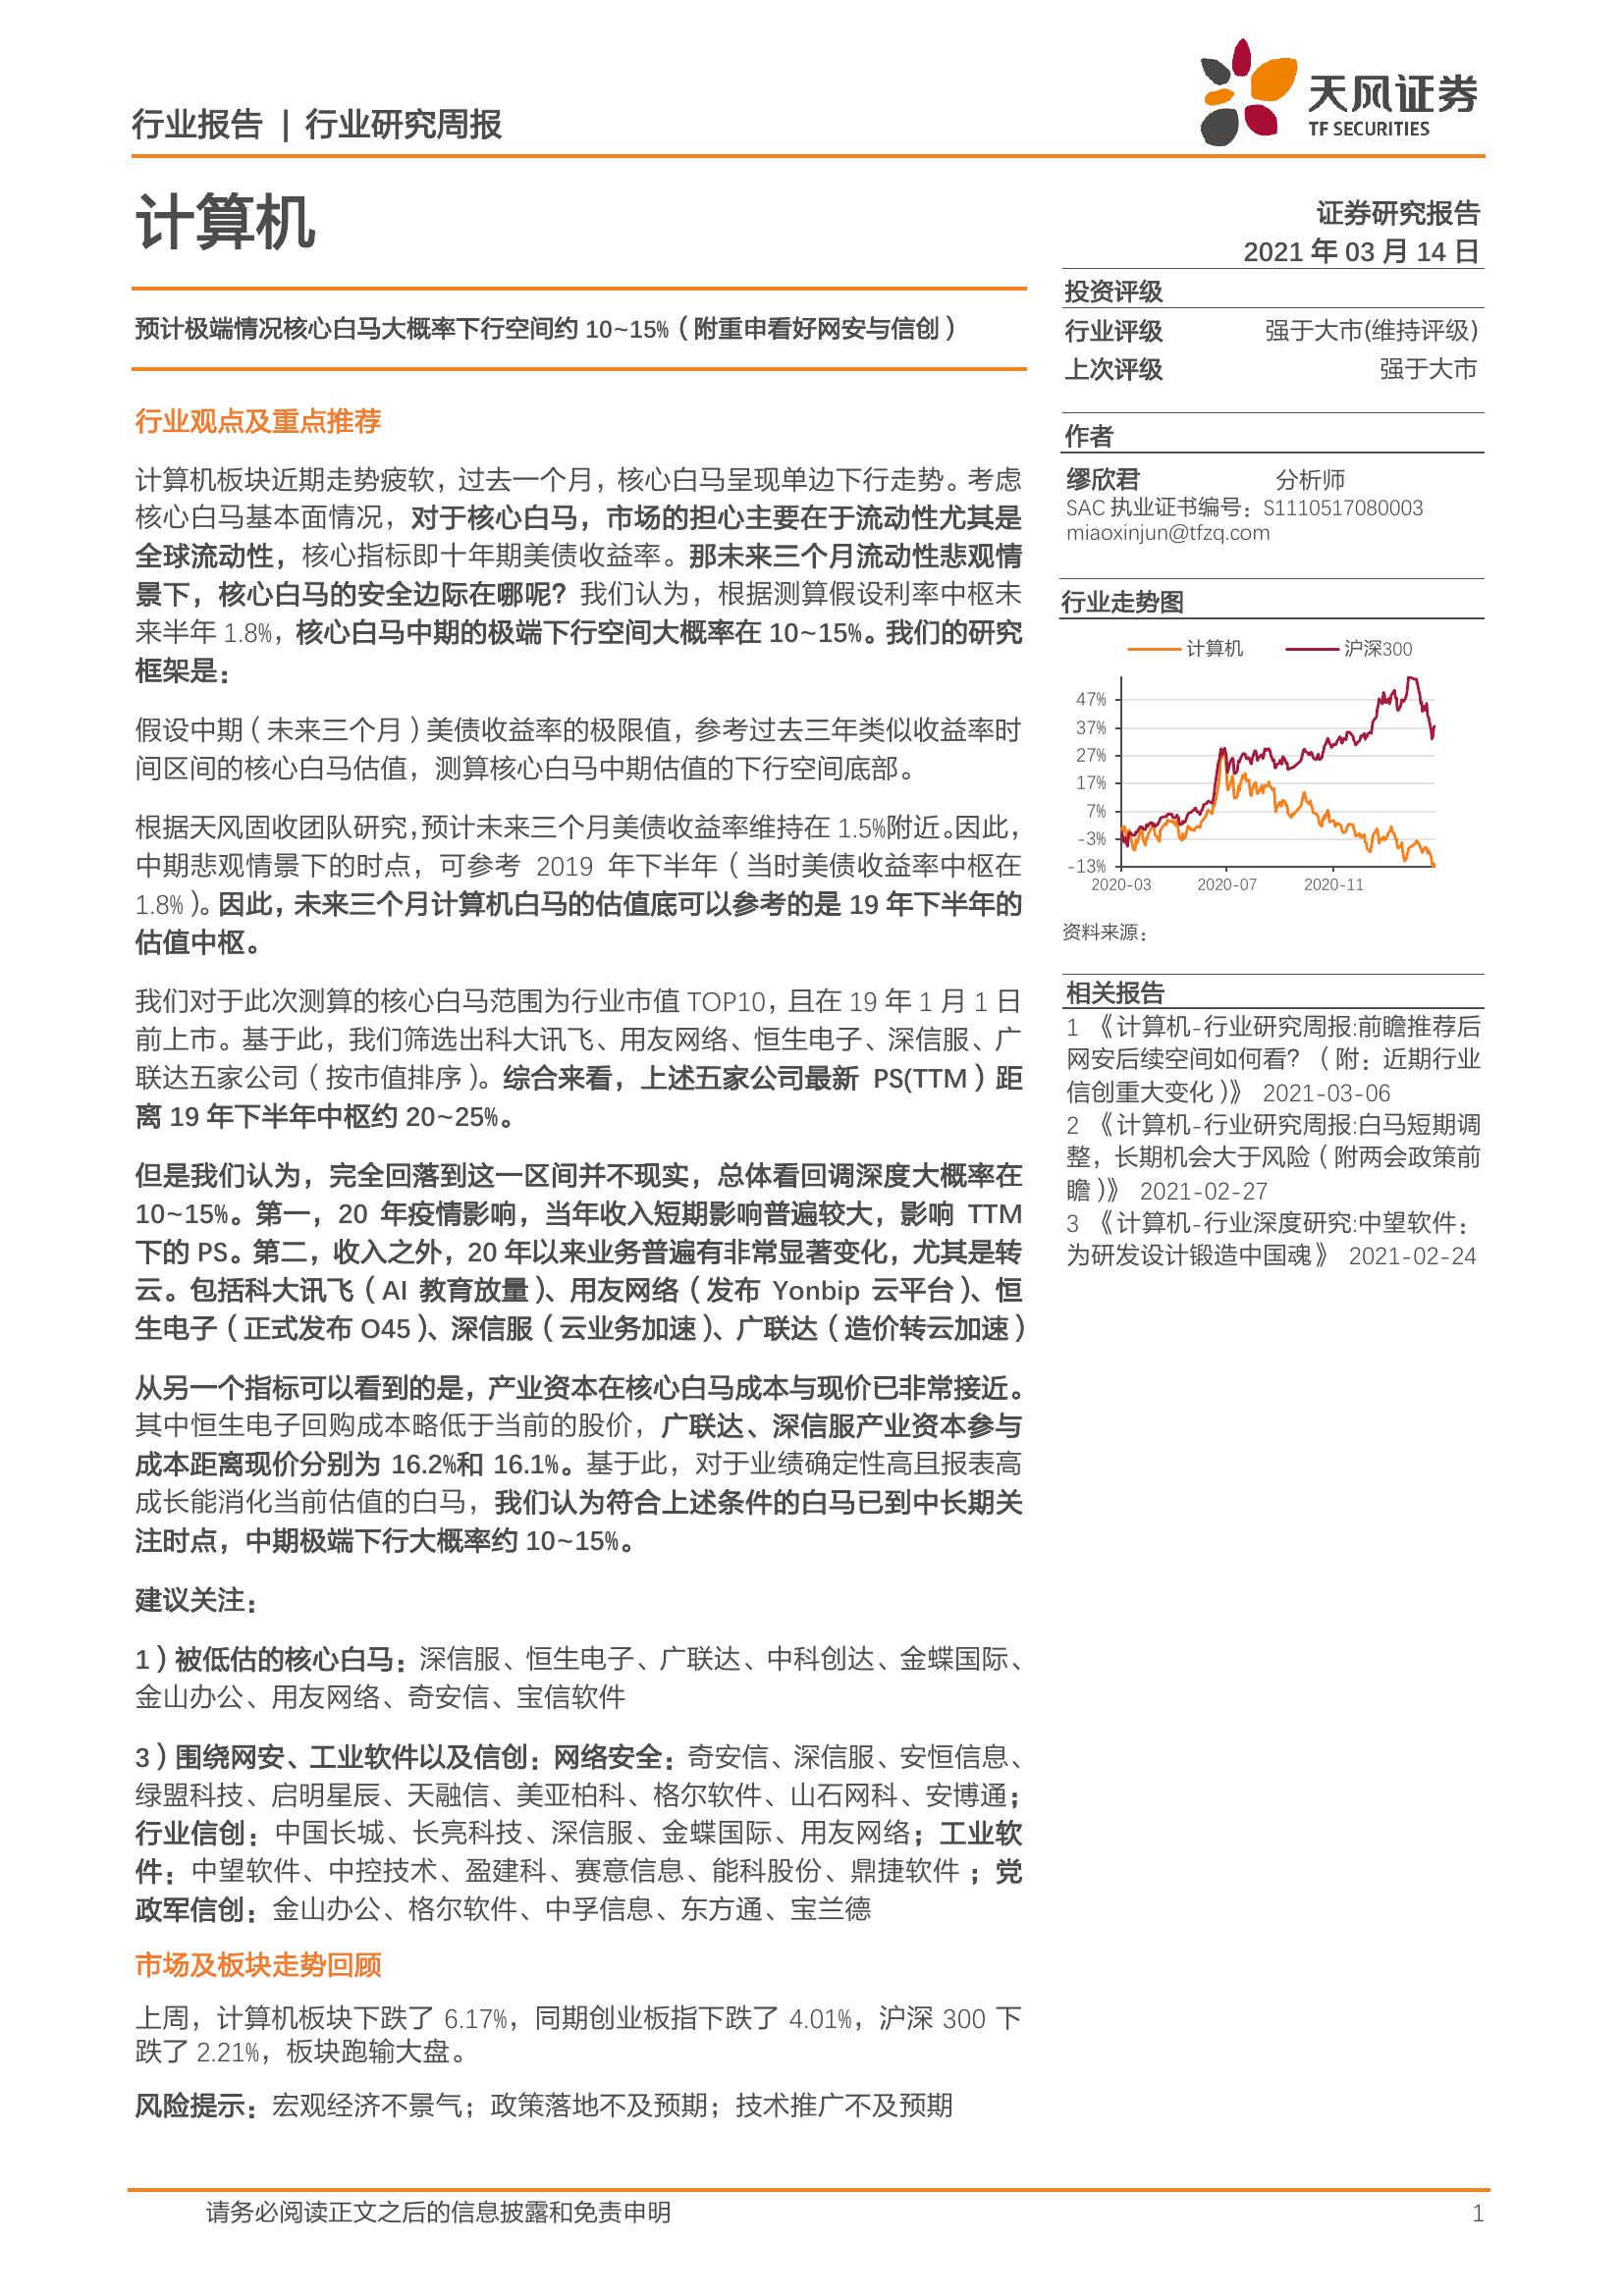 行业报告 | 行业研究周报
天风证券
TF SECURITIES
计算机
证券研究报告
2021 年 03 月 14 日
预计极端情况核心白马大概率下行空间约 10~15%（附重申看好网安与信创）
行业观点及重点推荐
计算机板块近期走势疲软，过去一个月，核心白马呈现单边下行走势。考虑
核心白马基本面情况，对于核心白马，市场的担心主要在于流动性尤其是
全球流动性，核心指标即十年期美债收益率。那未来三个月流动性悲观情
景下，核心白马的安全边际在哪呢？我们认为，根据测算假设利率中枢未
来半年 1.8%，核心白马中期的极端下行空间大概率在 10~15%。我们的研究
框架是：
假设中期（未来三个月）美债收益率的极限值，参考过去三年类似收益率时
间区间的核心白马估值，测算核心白马中期估值的下行空间底部。
根据天风固收团队研究，预计未来三个月美债收益率维持在 1.5%附近。因此，
中期悲观情景下的时点，可参考 2019 年下半年（当时美债收益率中枢在
1.8%）。因此，未来三个月计算机白马的估值底可以参考的是 19 年下半年的
估值中枢。
我们对于此次测算的核心白马范围为行业市值 TOP10，且在 19 年 1 月 1 日
前上市。基于此，我们筛选出科大讯飞、用友网络、恒生电子、深信服、广
联达五家公司（按市值排序）。综合来看，上述五家公司最新 PS(TTM）距
离 19 年下半年中枢约 20~25%。
但是我们认为，完全回落到这一区间并不现实，总体看回调深度大概率在
10~15%。第一，20 年疫情影响，当年收入短期影响普遍较大，影响 TTM
下的 PS。第二，收入之外，20 年以来业务普遍有非常显著变化，尤其是转
云。包括科大讯飞（AI 教育放量）、用友网络（发布 Yonbip 云平台）、恒
生电子（正式发布 O45）、深信服（云业务加速）、广联达（造价转云加速）
从另一个指标可以看到的是，产业资本在核心白马成本与现价已非常接近。
其中恒生电子回购成本略低于当前的股价，广联达、深信服产业资本参与
成本距离现价分别为 16.2%和 16.1%。基于此，对于业绩确定性高且报表高
成长能消化当前估值的白马，我们认为符合上述条件的白马已到中长期关
注时点，中期极端下行大概率约 10~15%。
建议关注：
1）被低估的核心白马：深信服、恒生电子、广联达、中科创达、金蝶国际、
金山办公、用友网络、奇安信、宝信软件
3）围绕网安、工业软件以及信创：网络安全：奇安信、深信服、安恒信息、
绿盟科技、启明星辰、天融信、美亚柏科、格尔软件、山石网科、安博通；
行业信创：中国长城、长亮科技、深信服、金蝶国际、用友网络；工业软
件：中望软件、中控技术、盈建科、赛意信息、能科股份、鼎捷软件；党
政军信创：金山办公、格尔软件、中孚信息、东方通、宝兰德
市场及板块走势回顾
上周，计算机板块下跌了 6.17%，同期创业板指下跌了 4.01%，沪深 300 下
跌了 2.21%，板块跑输大盘。
风险提示：宏观经济不景气；政策落地不及预期；技术推广不及预期
投资评级
行业评级 强于大市(维持评级)
上次评级 强于大市
作者
缪欣君 分析师
SAC 执业证书编号：S1110517080003
miaoxinjun@tfzq.com
行业走势图
计算机 沪深300
47%
37%
27%
17%
7%
-3%
-13%
2020-03 2020-07 2020-11
资料来源：
相关报告
1 《计算机-行业研究周报:前瞻推荐后
网安后续空间如何看？（附：近期行业
信创重大变化）》 2021-03-06
2 《计算机-行业研究周报:白马短期调
整，长期机会大于风险（附两会政策前
瞻）》 2021-02-27
3 《计算机-行业深度研究:中望软件：
为研发设计锻造中国魂》 2021-02-24
请务必阅读正文之后的信息披露和免责申明 1